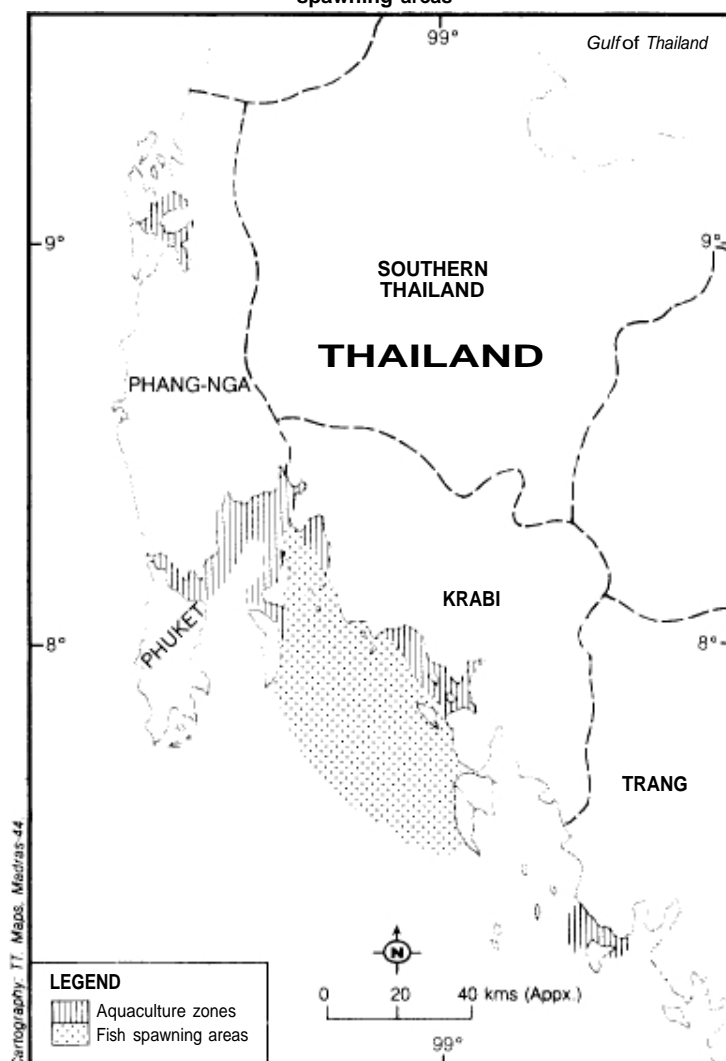 spawning areas
99°
Gulf of Thailand
9°
9°
SOUTHERN
THAILAND
THAILAND
PHANG-NGA
KRABI
PHUKET
8°
8°
TRANG
Cartography: TT. Maps. Madras-44
N
LEGEND
Aquaculture zones
Fish spawning areas
0 20 40 kms (Appx.)
99°